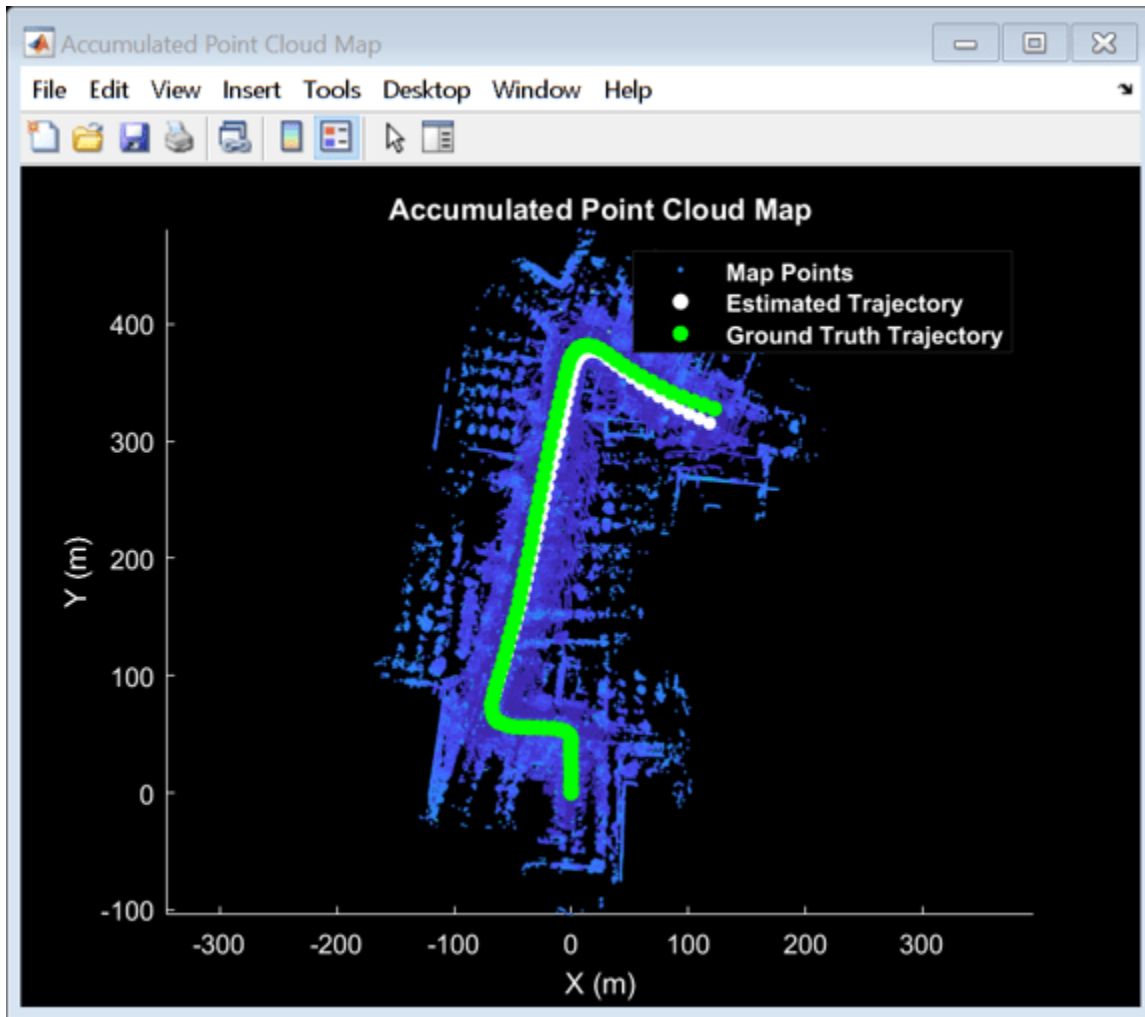 Accumulated Point Cloud Map
File Edit View Insert Tools Desktop Window Help
Accumulated Point Cloud Map
Map Points
Estimated Trajectory
Ground Truth Trajectory
400
300
200
100
0
-100
Y (m)
-300 -200 -100 0 100 200 300
X (m)